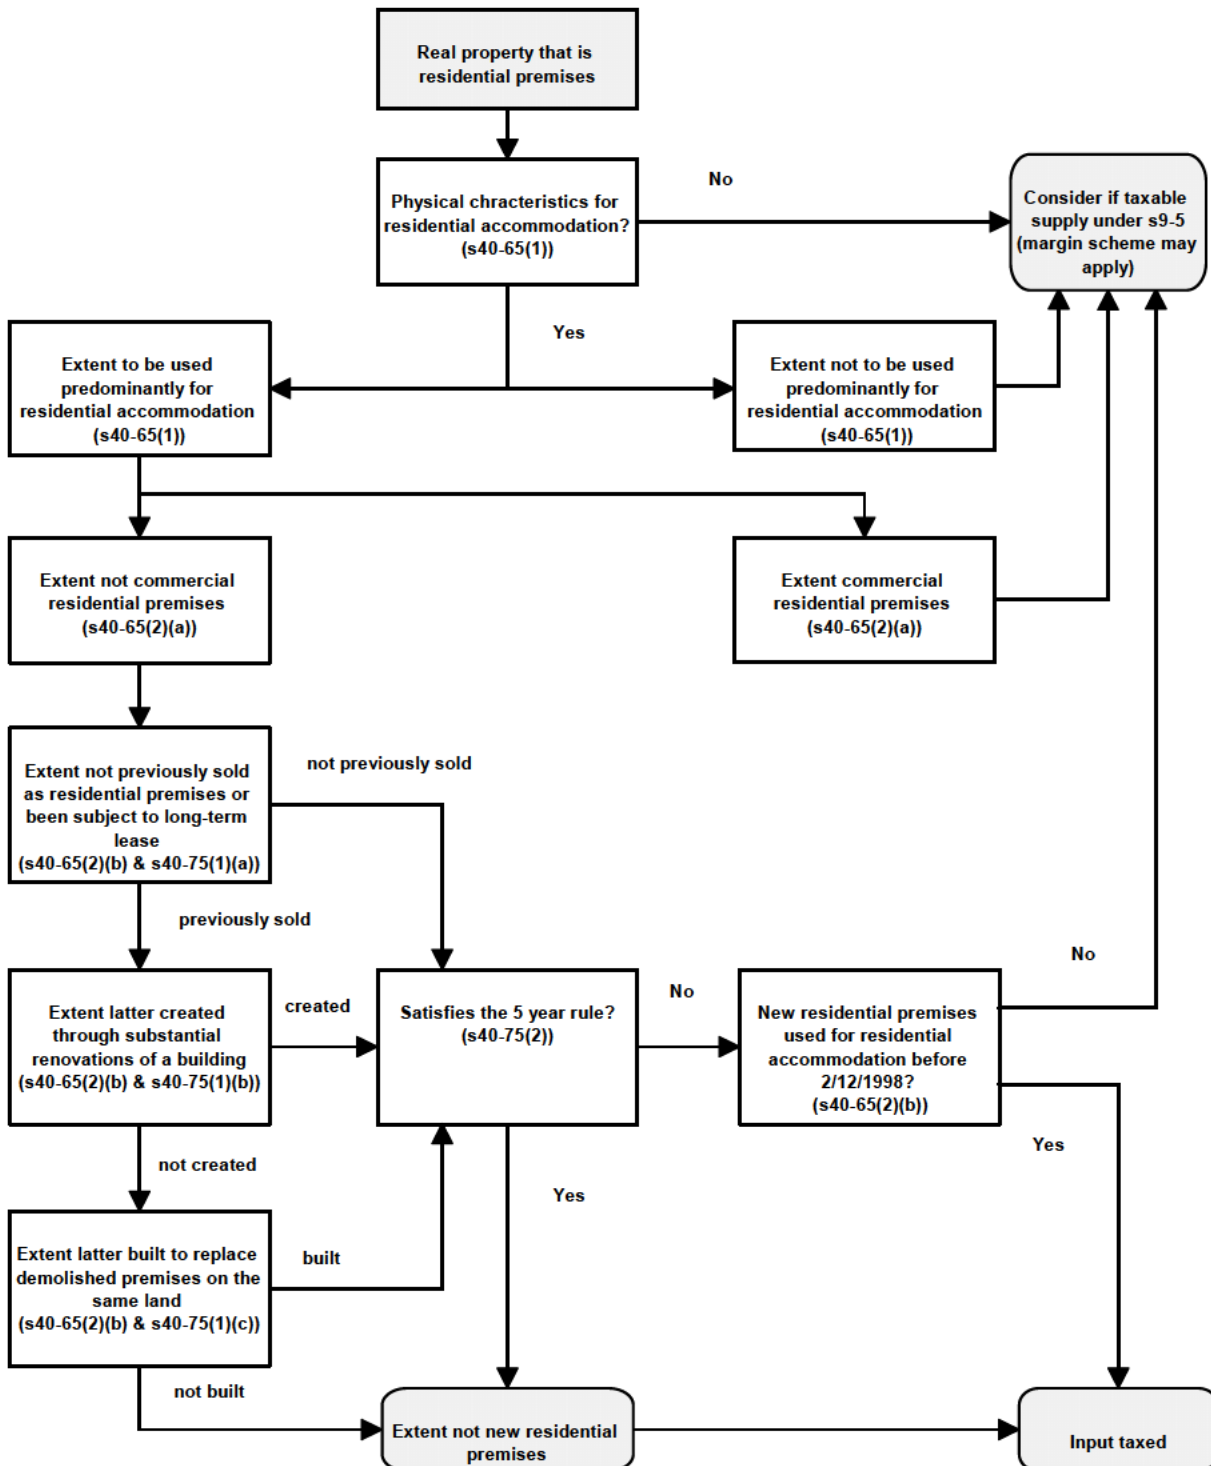 Real property that is
residential premises
Physical chracteristics for
residential accommodation?
(s40-65(1))
No
Consider if taxable
supply under s9-5
(margin scheme may
apply)
Yes
Extent to be used
predominantly for
residential accommodation
(s40-65(1))
Extent not to be used
predominantly for
residential accommodation
(s40-65(1))
Extent not commercial
residential premises
(s40-65(2)(a))
Extent commercial
residential premises
(s40-65(2)(a))
Extent not previously sold
as residential premises or
been subject to long-term
lease
(s40-65(2)(b) & s40-75(1)(a))
not previously sold
previously sold
Extent latter created
through substantial
renovations of a building
(s40-65(2)(b) & s40-75(1)(b))
created
Satisfies the 5 year rule?
(s40-75(2))
No
New residential premises
used for residential
accommodation before
2/12/1998?
(s40-65(2)(b))
No
Yes
not created
Yes
Extent latter built to replace
demolished premises on the
same land
(s40-65(2)(b) & s40-75(1)(c))
built
not built
Extent not new residential
premises
Input taxed